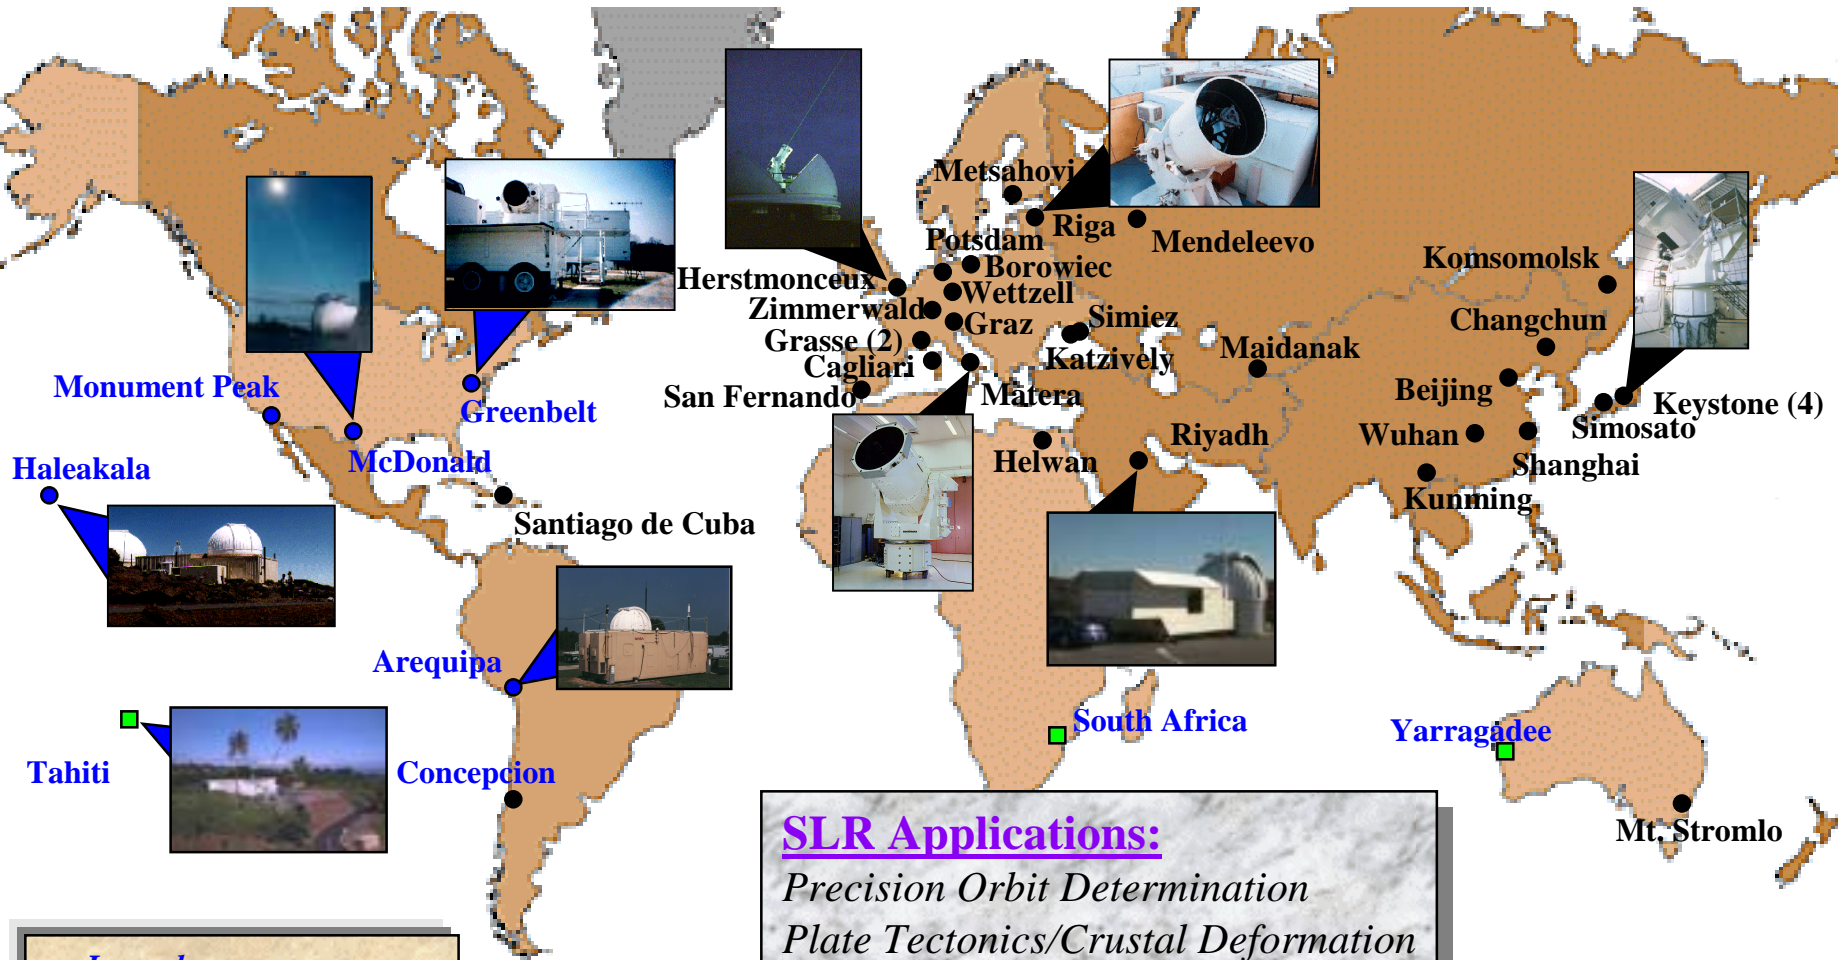 Metsahovi
Riga
Mendeleevo
Potsdam
Borowiec
Komsomolsk
Herstmonceux
Wettzell
Zimmerwald
Graz
Simiez
Changchun
Grasse (2)
Katzively
Maidanak
Cagliari
Monument Peak
San Fernando
Matera
Beijing
Keystone (4)
Greenbelt
Simosato
Riyadh
Wuhan
McDonald
Helwan
Shanghai
Haleakala
Kunming
Santiago de Cuba
Arequipa
South Africa
Yarragadee
Tahiti
Concepcion
Mt. Stromlo
SLR Applications:
Precision Orbit Determination
Plate Tectonics/Crustal Deformation